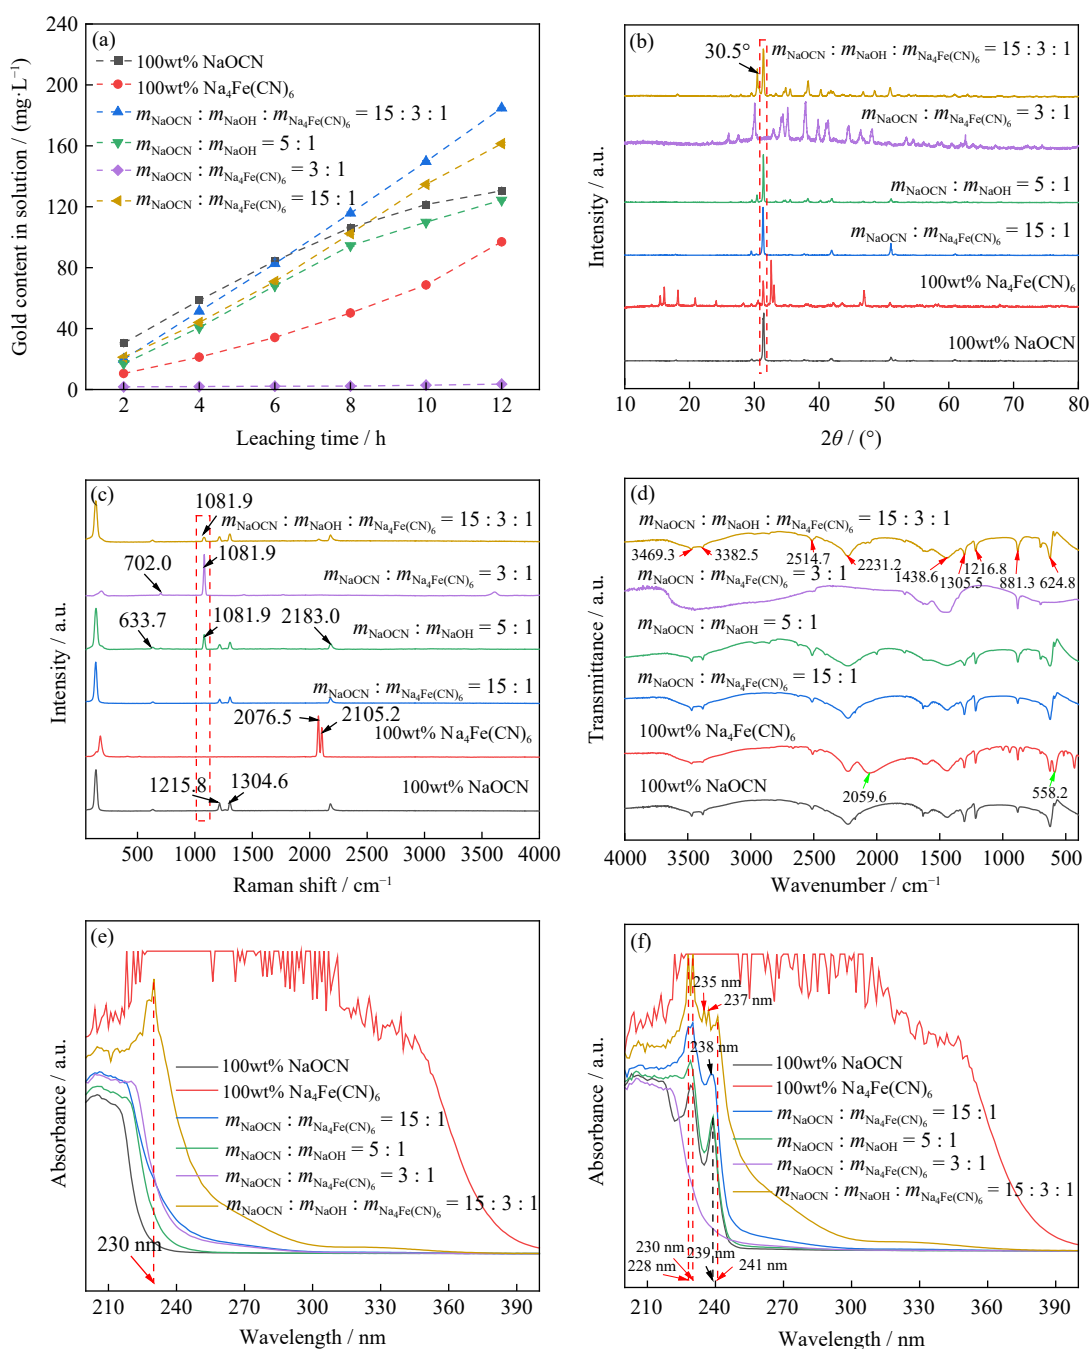 (a)
240
200
160
120
80
40
0
Gold content in solution / (mg·L⁻¹)
100wt% NaOCN
100wt% Na₄Fe(CN)₆
m_NaOCN : m_NaOH : m_Na₄Fe(CN)₆ = 15 : 3 : 1
m_NaOCN : m_NaOH = 5 : 1
m_NaOCN : m_Na₄Fe(CN)₆ = 3 : 1
m_NaOCN : m_Na₄Fe(CN)₆ = 15 : 1
2 4 6 8 10 12
Leaching time / h
(b)
30.5°
m_NaOCN : m_NaOH : m_Na₄Fe(CN)₆ = 15 : 3 : 1
m_NaOCN : m_Na₄Fe(CN)₆ = 3 : 1
m_NaOCN : m_NaOH = 5 : 1
m_NaOCN : m_Na₄Fe(CN)₆ = 15 : 1
100wt% Na₄Fe(CN)₆
100wt% NaOCN
Intensity / a.u.
10 20 30 40 50 60 70 80
2θ / (°)
(c)
1081.9
m_NaOCN : m_NaOH : m_Na₄Fe(CN)₆ = 15 : 3 : 1
702.0
1081.9
m_NaOCN : m_Na₄Fe(CN)₆ = 3 : 1
633.7
1081.9
2183.0
m_NaOCN : m_NaOH = 5 : 1
m_NaOCN : m_Na₄Fe(CN)₆ = 15 : 1
2076.5
2105.2
100wt% Na₄Fe(CN)₆
1215.8
1304.6
100wt% NaOCN
Intensity / a.u.
500 1000 1500 2000 2500 3000 3500 4000
Raman shift / cm⁻¹
(d)
m_NaOCN : m_NaOH : m_Na₄Fe(CN)₆ = 15 : 3 : 1
3469.3
3382.5
2514.7
2231.2
1438.6
1305.5
1216.8
881.3
624.8
m_NaOCN : m_Na₄Fe(CN)₆ = 3 : 1
m_NaOCN : m_NaOH = 5 : 1
m_NaOCN : m_Na₄Fe(CN)₆ = 15 : 1
100wt% Na₄Fe(CN)₆
2059.6
558.2
100wt% NaOCN
Transmittance / a.u.
4000 3500 3000 2500 2000 1500 1000 500
Wavenumber / cm⁻¹
(e)
100wt% NaOCN
100wt% Na₄Fe(CN)₆
m_NaOCN : m_Na₄Fe(CN)₆ = 15 : 1
m_NaOCN : m_NaOH = 5 : 1
m_NaOCN : m_Na₄Fe(CN)₆ = 3 : 1
m_NaOCN : m_NaOH : m_Na₄Fe(CN)₆ = 15 : 3 : 1
230 nm
Absorbance / a.u.
210 240 270 300 330 360 390
Wavelength / nm
(f)
235 nm
237 nm
238 nm
100wt% NaOCN
100wt% Na₄Fe(CN)₆
m_NaOCN : m_Na₄Fe(CN)₆ = 15 : 1
m_NaOCN : m_NaOH = 5 : 1
m_NaOCN : m_Na₄Fe(CN)₆ = 3 : 1
m_NaOCN : m_NaOH : m_Na₄Fe(CN)₆ = 15 : 3 : 1
230 nm
228 nm
239 nm
241 nm
Absorbance / a.u.
210 240 270 300 330 360 390
Wavelength / nm